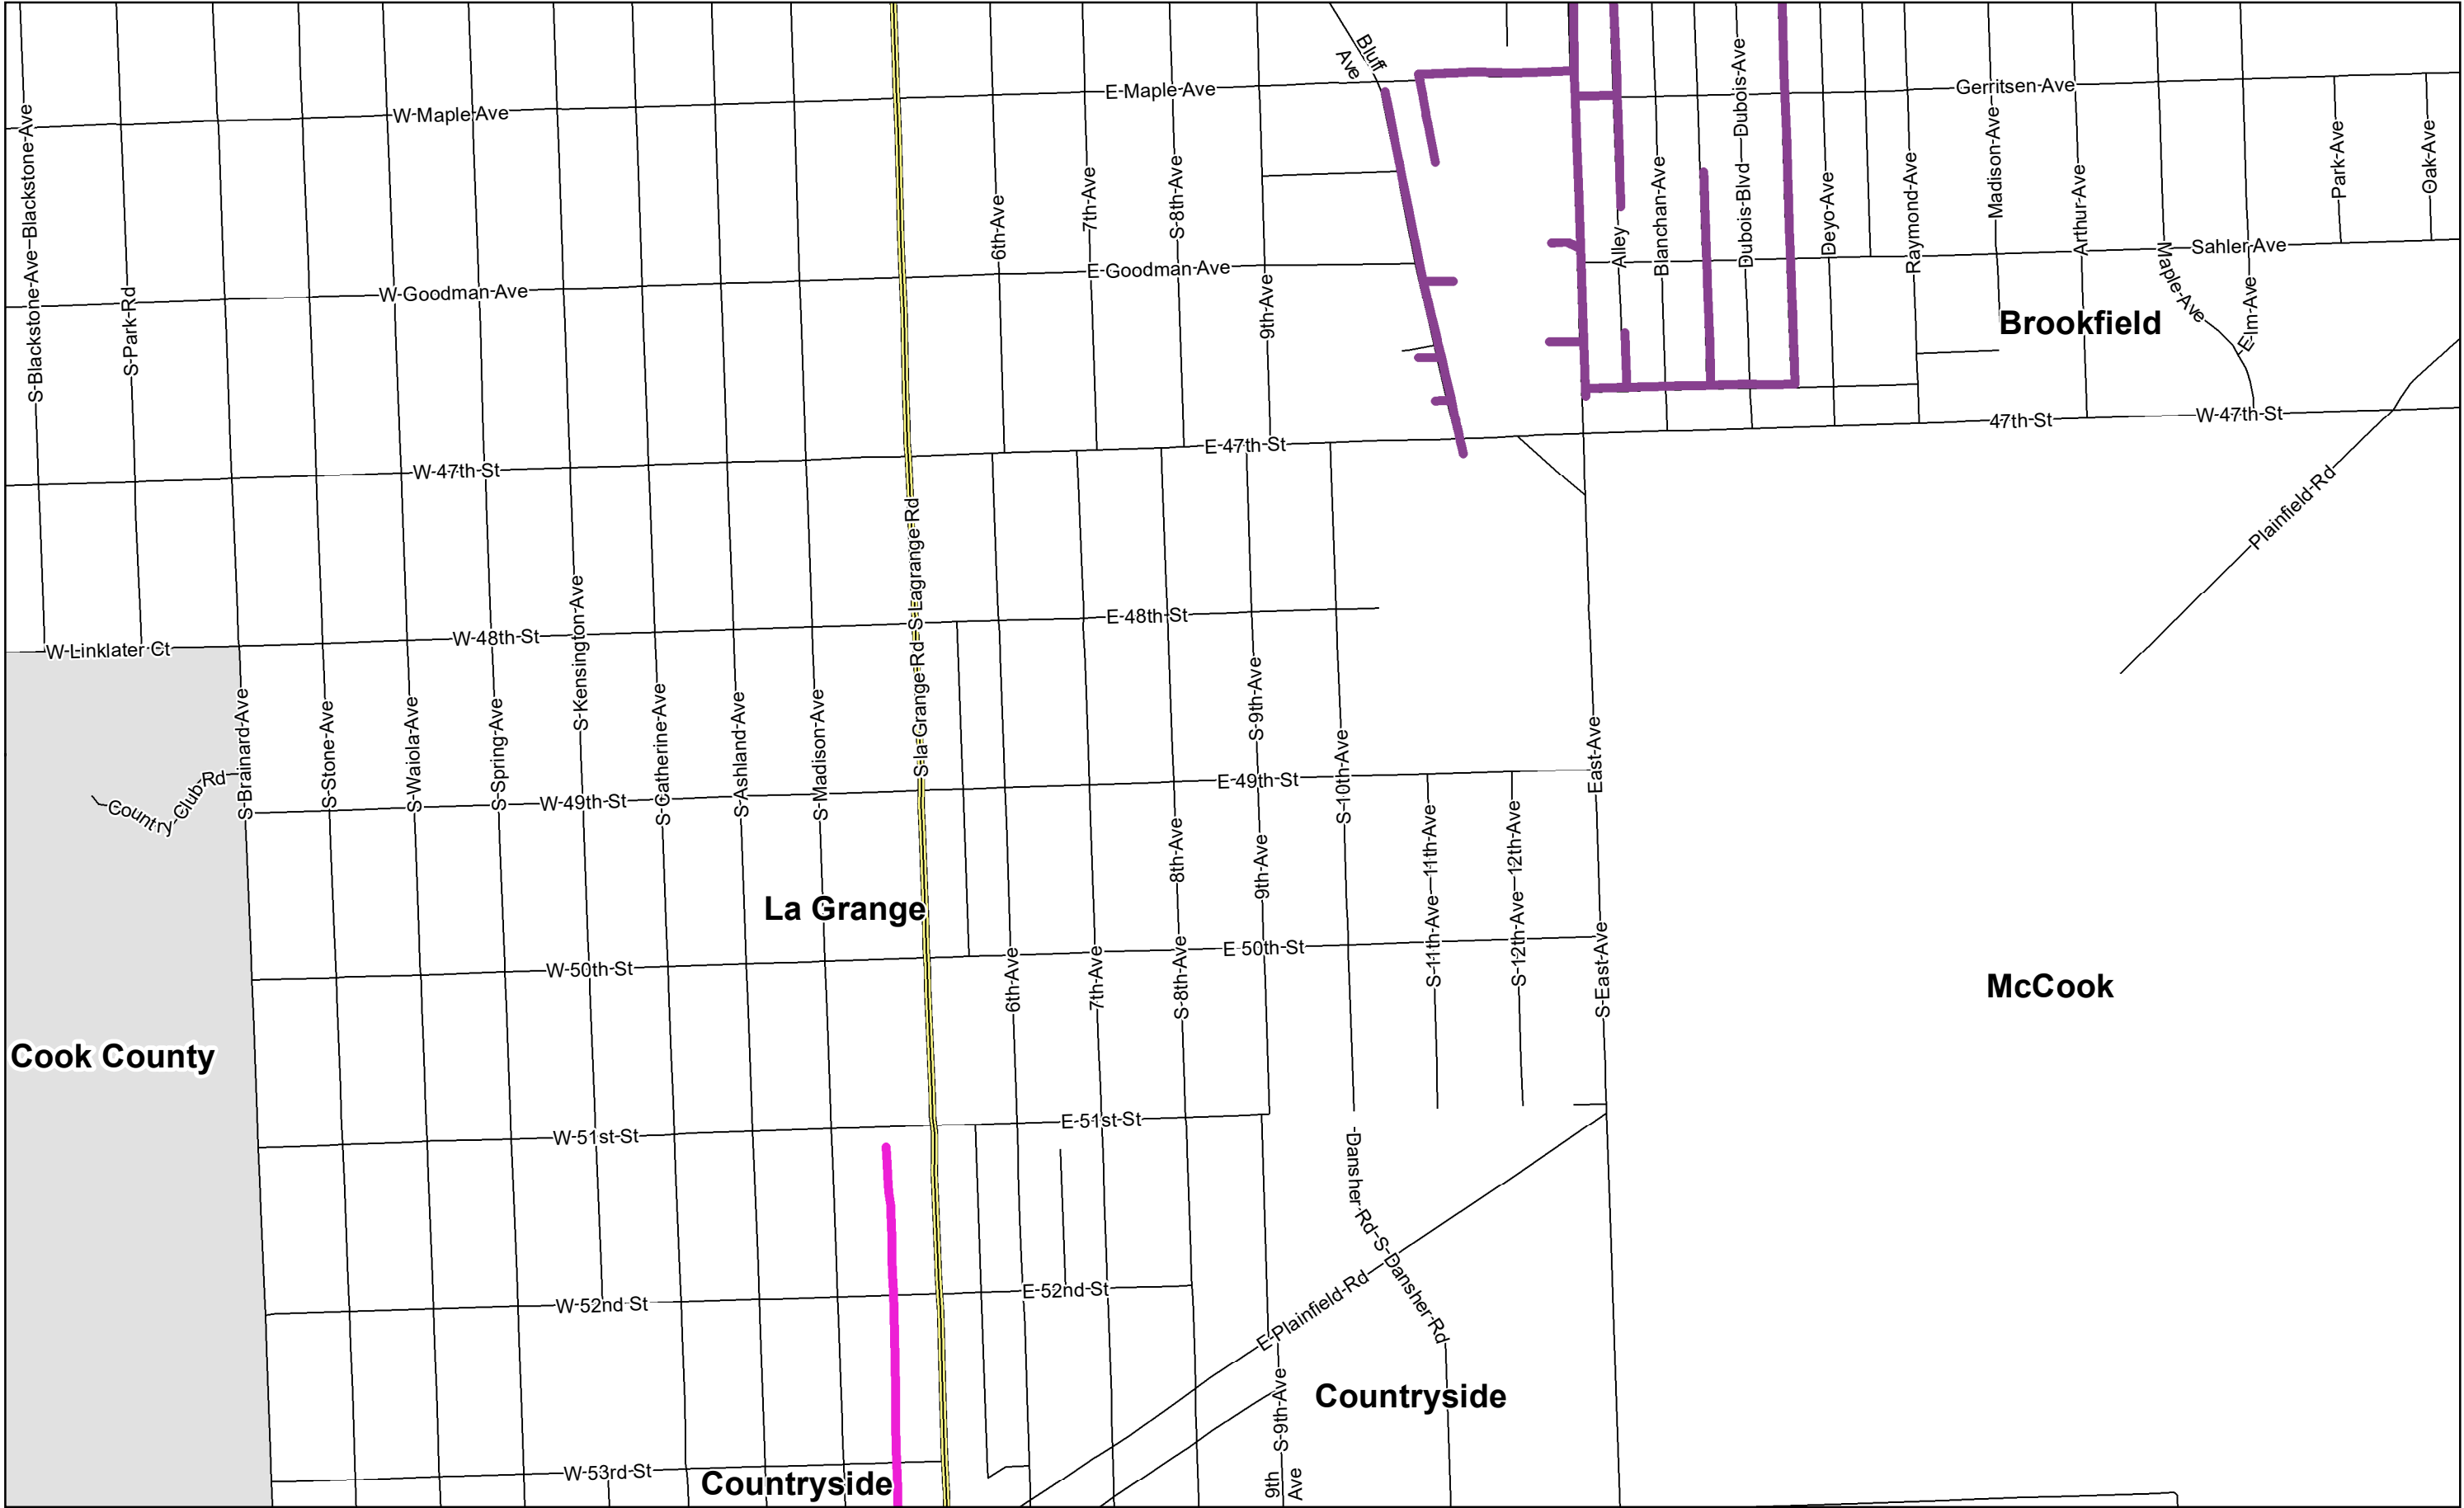 Bluff
Ave
E-Maple-Ave
W-Maple-Ave
Gerritsen-Ave
S-Blackstone-Ave-Blackstone-Ave
S-Park-Rd
6th-Ave
7th-Ave
S-8th-Ave
9th-Ave
Alley
Blanchan-Ave
Dubois-Blvd
Dubois-Ave
Deyo-Ave
Raymond-Ave
Madison-Ave
Arthur-Ave
Maple-Ave
E-lm-Ave
Park-Ave
Oak-Ave
Sahler-Ave
E-Goodman-Ave
W-Goodman-Ave
Brookfield
47th-St
W-47th-St
E-47th-St
W-47th-St
Plainfield-Rd
S-Lagrange-Rd
S-la-Grange-Rd
E-48th-St
W-48th-St
W-Linklater-Ct
S-Brainard-Ave
S-Stone-Ave
S-Waiola-Ave
S-Spring-Ave
S-Kensington-Ave
S-Catherine-Ave
S-Ashland-Ave
S-Madison-Ave
Country-Club-Rd
S-9th-Ave
S-10th-Ave
East-Ave
E-49th-St
W-49th-St
8th-Ave
9th-Ave
S-11th-Ave-11th-Ave
S-12th-Ave-12th-Ave
La Grange
E-50th-St
W-50th-St
6th-Ave
7th-Ave
S-8th-Ave
S-East-Ave
McCook
Cook County
E-51st-St
W-51st-St
Dansher-Rd
S-Dansher-Rd
E-52nd-St
W-52nd-St
E-Plainfield-Rd
Countryside
S-9th-Ave
9th
Ave
W-53rd-St
Countryside